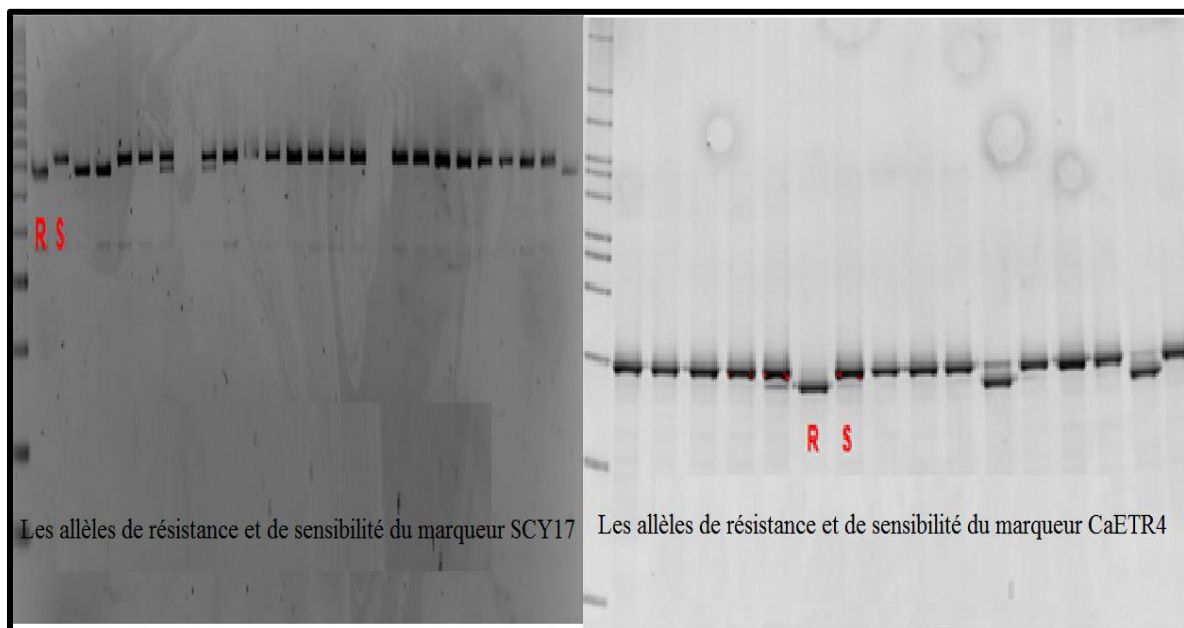 R S
Les allèles de résistance et de sensibilité du marqueur SCY17
R S
Les allèles de résistance et de sensibilité du marqueur CaETR4